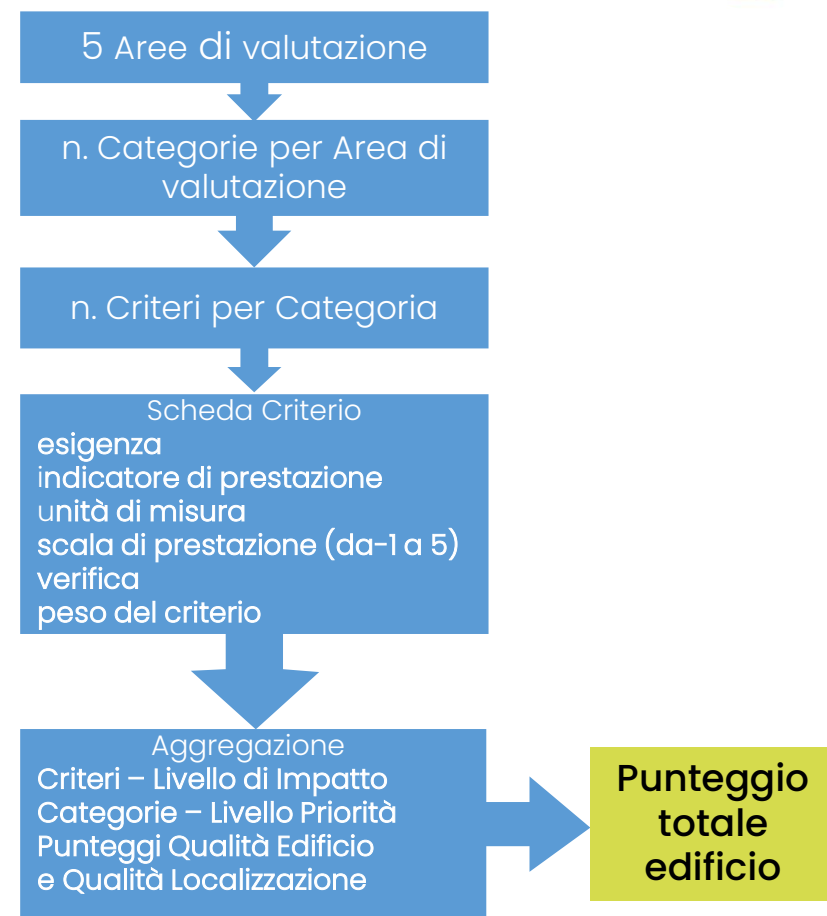 5 Aree di valutazione
n. Categorie per Area di
valutazione
n. Criteri per Categoria
Scheda Criterio
esigenza
indicatore di prestazione
unità di misura
scala di prestazione (da-1 a 5)
verifica
peso del criterio
Aggregazione
Criteri – Livello di Impatto
Categorie – Livello Priorità
Punteggi Qualità Edificio
e Qualità Localizzazione
Punteggio
totale
edificio